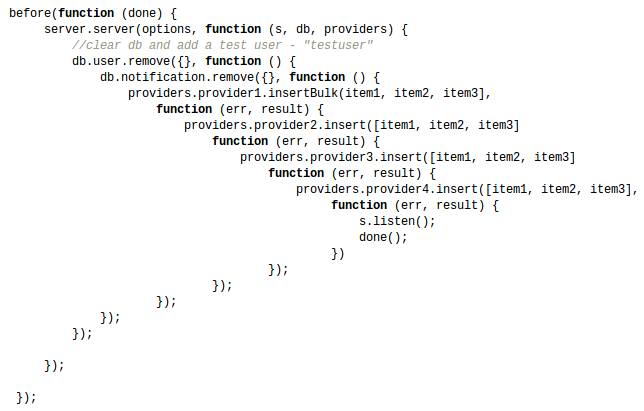 before(function (done) {
    server.server(options, function (s, db, providers) {
        //clear db and add a test user - "testuser"
        db.user.remove({}, function () {
            db.notification.remove({}, function () {
                providers.provider1.insertBulk(item1, item2, item3],
                    function (err, result) {
                        providers.provider2.insert([item1, item2, item3]
                            function (err, result) {
                                providers.provider3.insert([item1, item2, item3]
                                    function (err, result) {
                                        providers.provider4.insert([item1, item2, item3],
                                             function (err, result) {
                                                 s.listen();
                                                 done();
                                             })
                                    });
                            });
                    });
            });
        });
    });
});